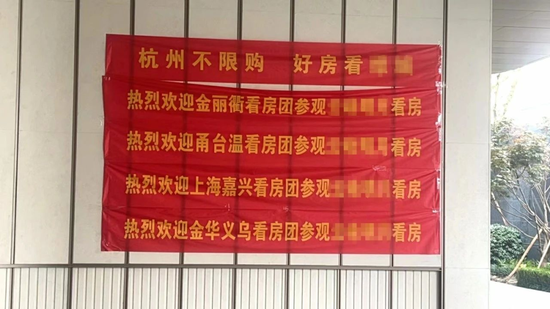 杭州不限购 好房看
热烈欢迎金丽衢看房团参观 看房
热烈欢迎甬台温看房团参观 看房
热烈欢迎上海嘉兴看房团参观 看房
热烈欢迎金华义乌看房团参观 看房